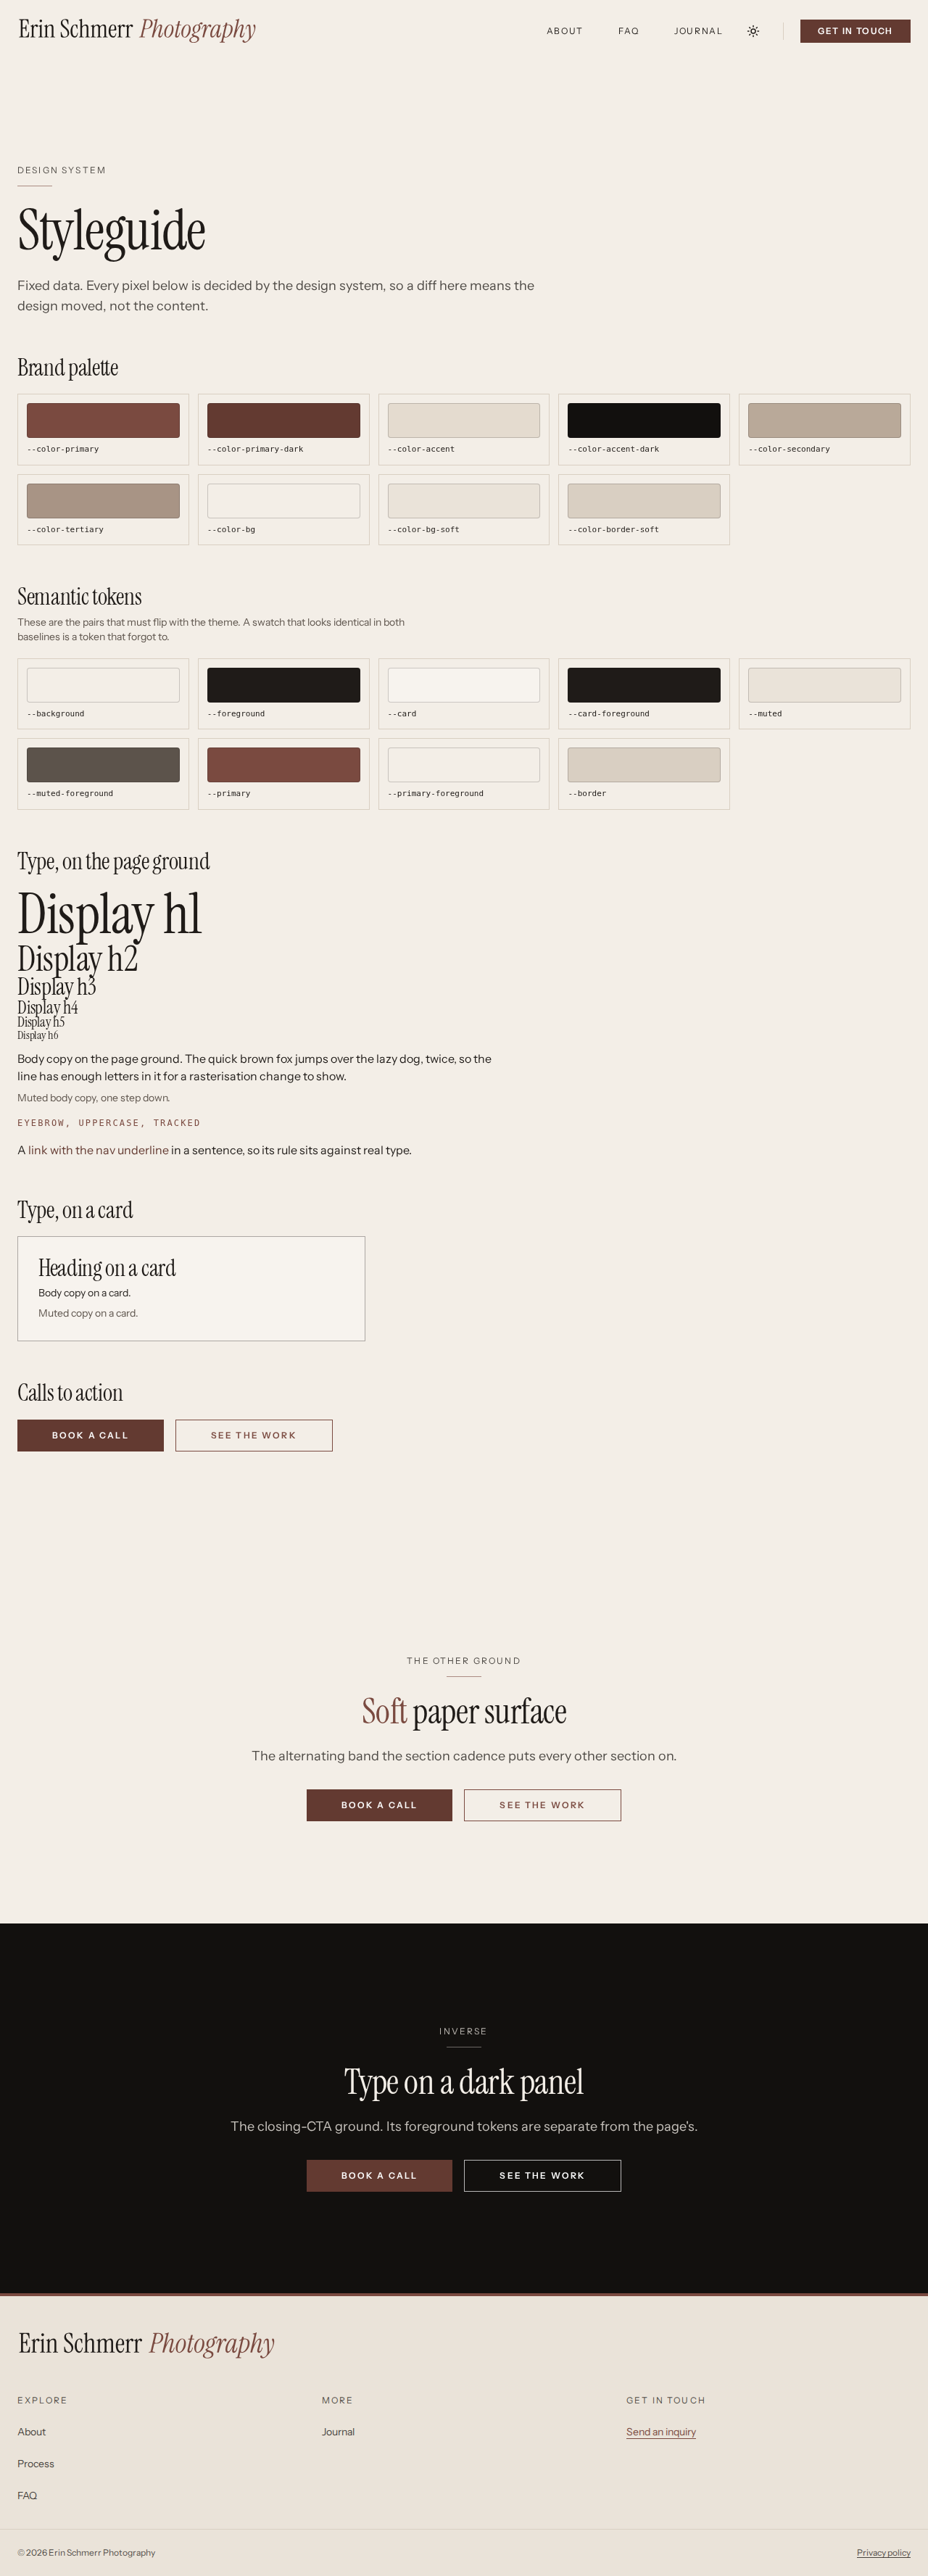 Erin Schmerr Photography
ABOUT
FAQ
JOURNAL
GET IN TOUCH
DESIGN SYSTEM
Styleguide
Fixed data. Every pixel below is decided by the design system, so a diff here means the
design moved, not the content.
Brand palette
--color-primary
--color-primary-dark
--color-accent
--color-accent-dark
--color-secondary
--color-tertiary
--color-bg
--color-bg-soft
--color-border-soft
Semantic tokens
These are the pairs that must flip with the theme. A swatch that looks identical in both
baselines is a token that forgot to.
--background
--foreground
--card
--card-foreground
--muted
--muted-foreground
--primary
--primary-foreground
--border
Type, on the page ground
Display h1
Display h2
Display h3
Display h4
Display h5
Display h6
Body copy on the page ground. The quick brown fox jumps over the lazy dog, twice, so the
line has enough letters in it for a rasterisation change to show.
Muted body copy, one step down.
EYEBROW, UPPERCASE, TRACKED
A link with the nav underline in a sentence, so its rule sits against real type.
Type, on a card
Heading on a card
Body copy on a card.
Muted copy on a card.
Calls to action
BOOK A CALL
SEE THE WORK
THE OTHER GROUND
Soft paper surface
The alternating band the section cadence puts every other section on.
BOOK A CALL
SEE THE WORK
INVERSE
Type on a dark panel
The closing-CTA ground. Its foreground tokens are separate from the page's.
BOOK A CALL
SEE THE WORK
Erin Schmerr Photography
EXPLORE
About
Process
FAQ
MORE
Journal
GET IN TOUCH
Send an inquiry
© 2026 Erin Schmerr Photography
Privacy policy